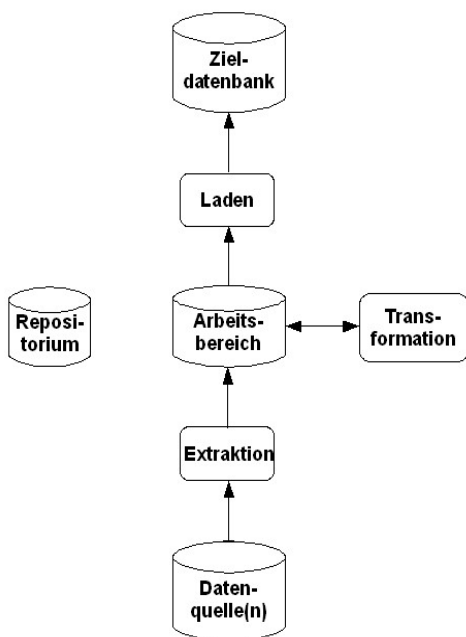 Ziel-
datenbank
Laden
Reposi-
torium
Arbeits-
bereich
Trans-
formation
Extraktion
Daten-
quelle(n)